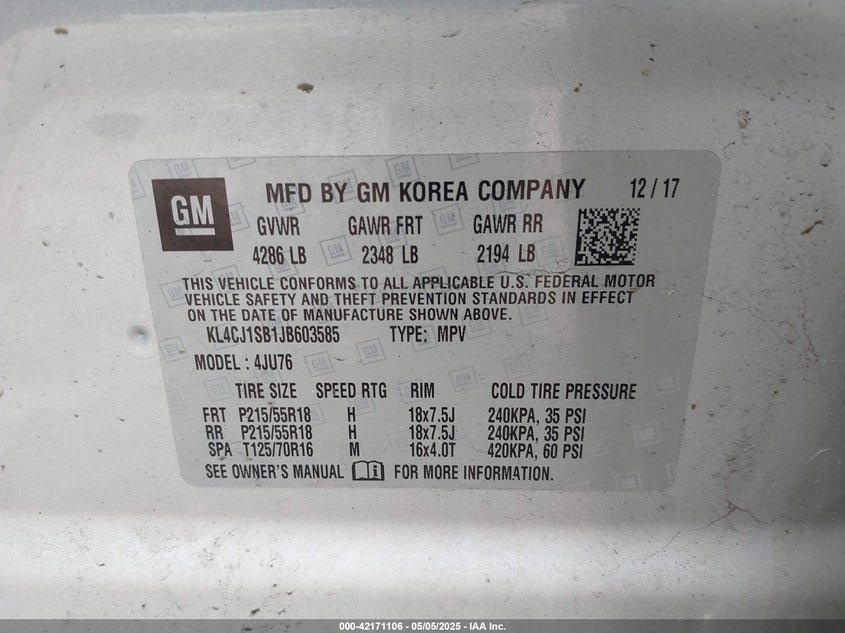 GM MFD BY GM KOREA COMPANY 12 / 17
GVWR GAWR FRT GAWR RR
4286 LB 2348 LB 2194 LB
THIS VEHICLE CONFORMS TO ALL APPLICABLE U.S. FEDERAL MOTOR
VEHICLE SAFETY AND THEFT PREVENTION STANDARDS IN EFFECT
ON THE DATE OF MANUFACTURE SHOWN ABOVE.
KL4CJ1SB1JB603585 TYPE; MPV
MODEL : 4JU76
TIRE SIZE SPEED RTG RIM COLD TIRE PRESSURE
FRT P215/55R18 H 18x7.5J 240KPA, 35 PSI
RR P215/55R18 H 18x7.5J 240KPA, 35 PSI
SPA T125/70R16 M 16x4.0T 420KPA, 60 PSI
SEE OWNER'S MANUAL FOR MORE INFORMATION.
000-42171106 - 05/05/2025 - IAA Inc.